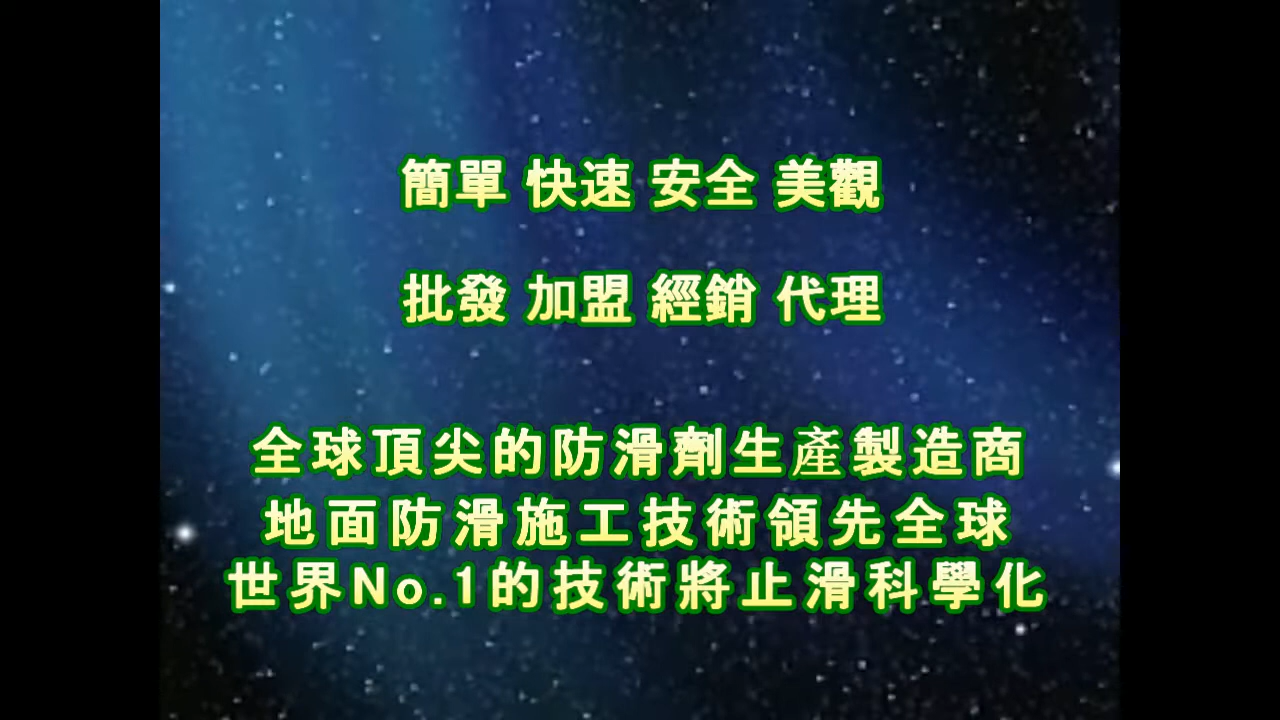 簡單 快速 安全 美觀
批發 加盟 經銷 代理
全球頂尖的防滑劑生產製造商
地面防滑施工技術領先全球
世界No.1的技術將止滑科學化